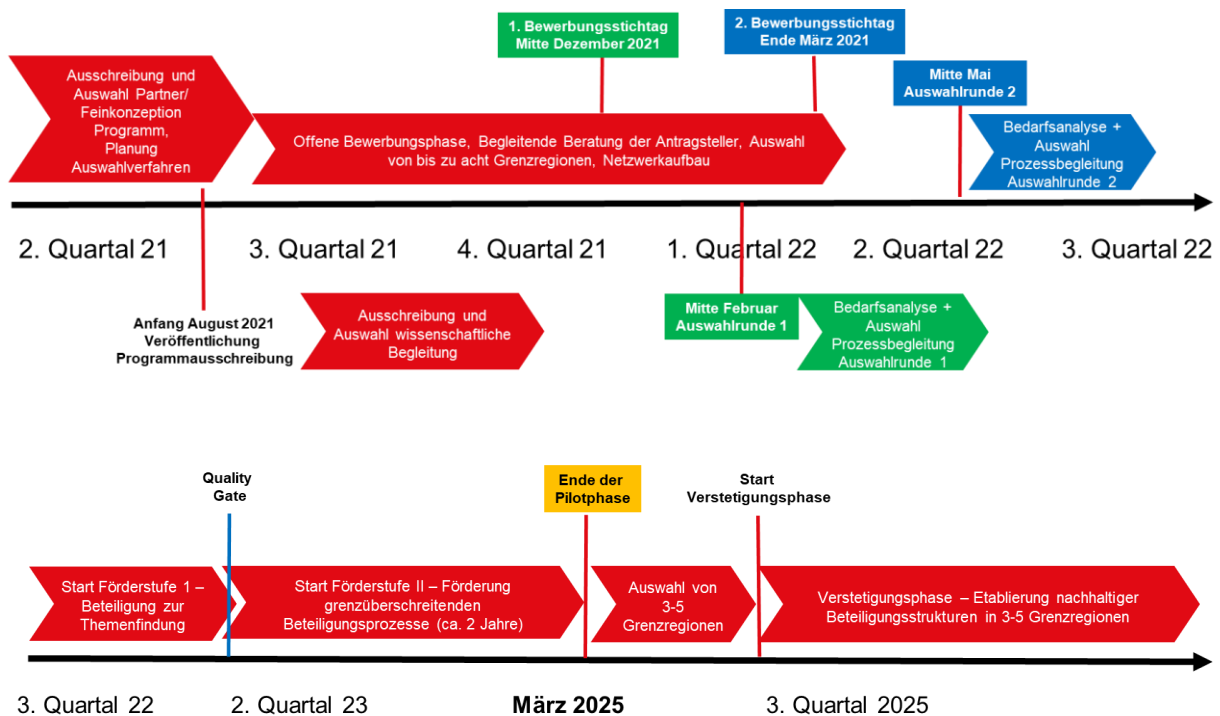 1. Bewerbungsstichtag
Mitte Dezember 2021
2. Bewerbungsstichtag
Ende März 2021
Ausschreibung und
Auswahl Partner/
Feinkonzeption
Programm,
Planung
Auswahlverfahren
Mitte Mai
Auswahlrunde 2
Offene Bewerbungsphase, Begleitende Beratung der Antragsteller, Auswahl
von bis zu acht Grenzregionen, Netzwerkaufbau
Bedarfsanalyse +
Auswahl
Prozessbegleitung
Auswahlrunde 2
2. Quartal 21
3. Quartal 21
4. Quartal 21
1. Quartal 22
2. Quartal 22
3. Quartal 22
Anfang August 2021
Veröffentlichung
Programmausschreibung
Ausschreibung und
Auswahl wissenschaftliche
Begleitung
Mitte Februar
Auswahlrunde 1
Bedarfsanalyse +
Auswahl
Prozessbegleitung
Auswahlrunde 1
Quality
Gate
Ende der
Pilotphase
Start
Verstetigungsphase
Start Förderstufe 1 –
Beteiligung zur
Themenfindung
Start Förderstufe II – Förderung
grenzüberschreitenden
Beteiligungsprozesse (ca. 2 Jahre)
Auswahl von
3-5
Grenzregionen
Verstetigungsphase – Etablierung nachhaltiger
Beteiligungsstrukturen in 3-5 Grenzregionen
3. Quartal 22
2. Quartal 23
März 2025
3. Quartal 2025